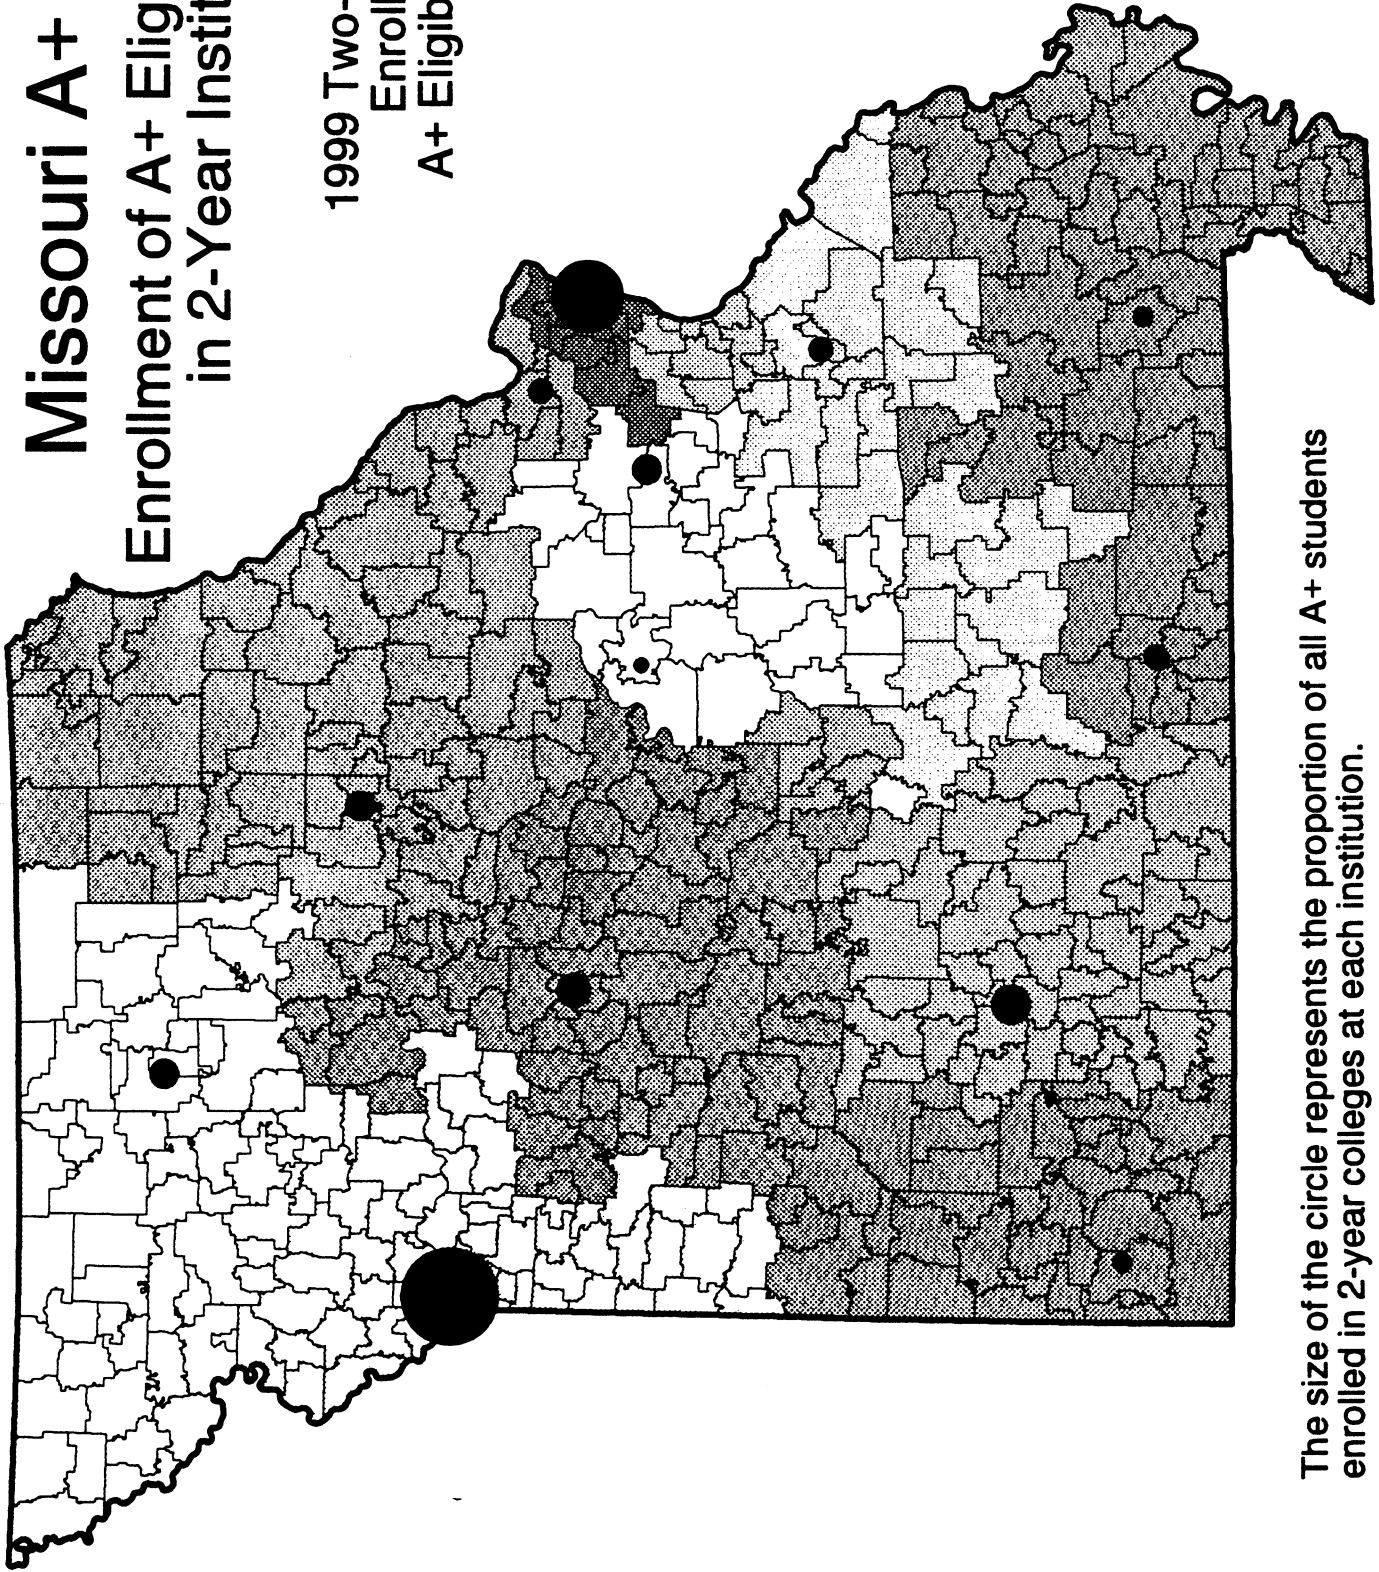 Missouri A+
Enrollment of A+ Elig
in 2-Year Instit
1999 Two-
Enroll
A+ Eligib
The size of the circle represents the proportion of all A+ students
enrolled in 2-year colleges at each institution.